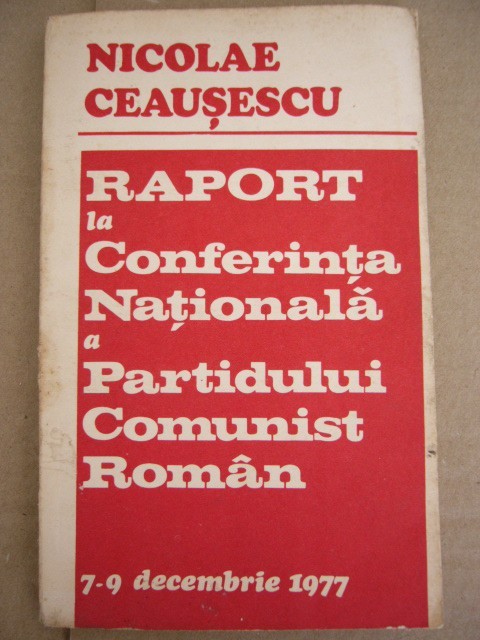 NICOLAE
CEAUȘESCU
RAPORT
la
Conferința
Națională
a
Partidului
Comunist
Român
7-9 decembrie 1977